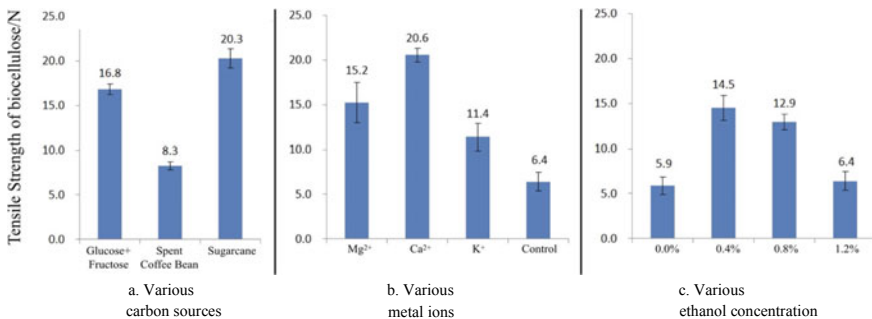 Tensile Strength of biocellulose/N
25.0
20.0
15.0
10.0
5.0
0.0
16.8
8.3
20.3
Glucose+
Fructose
Spent
Coffee Bean
Sugarcane
a. Various
carbon sources
25.0
20.0
15.0
10.0
5.0
0.0
15.2
20.6
11.4
6.4
Mg²⁺
Ca²⁺
K⁺
Control
b. Various
metal ions
25.0
20.0
15.0
10.0
5.0
0.0
5.9
14.5
12.9
6.4
0.0%
0.4%
0.8%
1.2%
c. Various
ethanol concentration